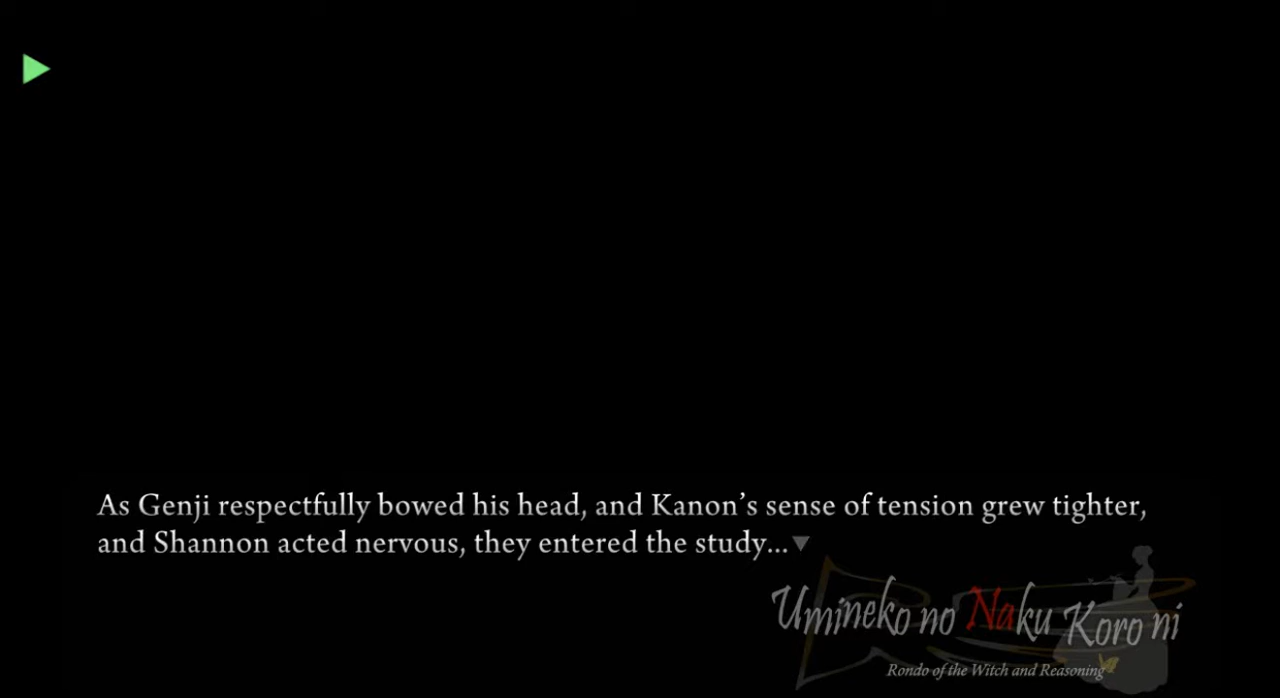 As Genji respectfully bowed his head, and Kanon’s sense of tension grew tighter,
and Shannon acted nervous, they entered the study...
Umineko no Naku Koro ni
Rondo of the Witch and Reasoning